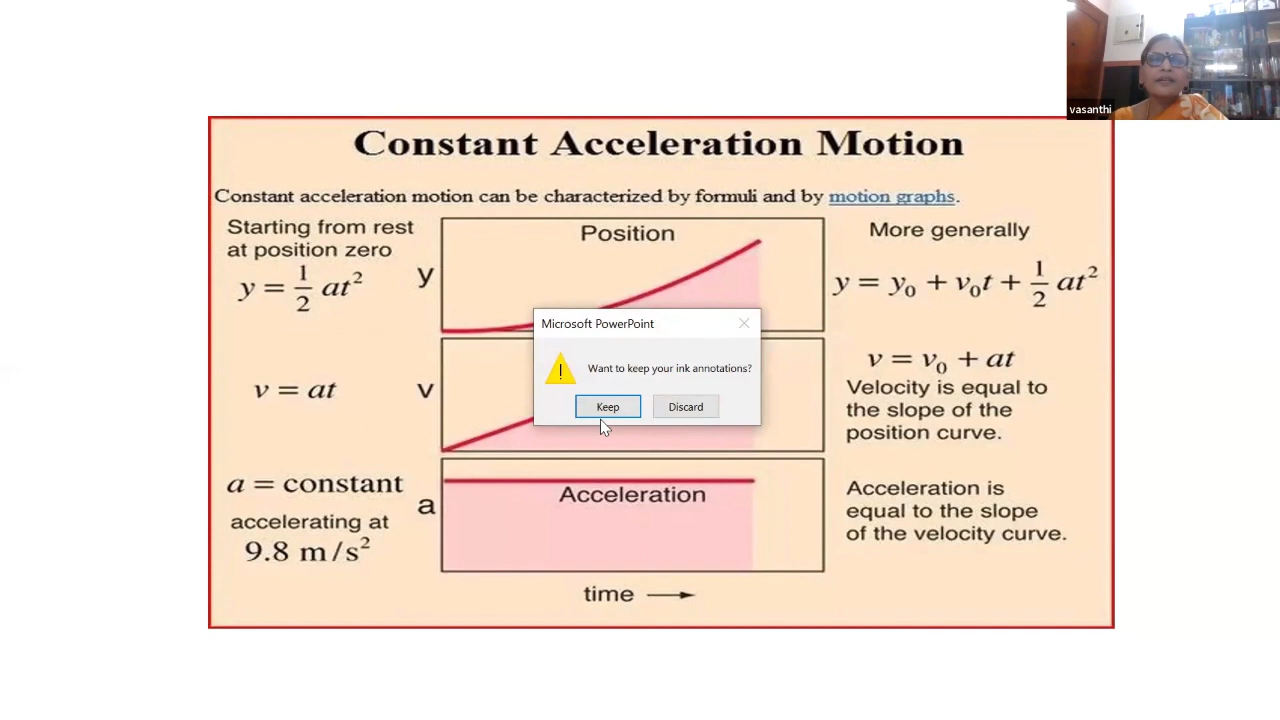 vasanthi
Constant Acceleration Motion
Constant acceleration motion can be characterized by formuli and by motion graphs.
Starting from rest
at position zero
y = 1/2 at²
v = at
a = constant
accelerating at
9.8 m/s²
y
Position
v
a
Acceleration
time →
More generally
y = y₀ + v₀t + 1/2 at²
v = v₀ + at
Velocity is equal to
the slope of the
position curve.
Acceleration is
equal to the slope
of the velocity curve.
Microsoft PowerPoint
Want to keep your ink annotations?
Keep
Discard